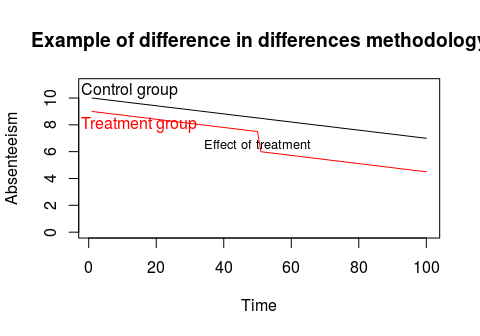 Example of difference in differences methodology
Control group
Treatment group
Effect of treatment
Absenteeism
10
8
6
4
2
0
0
20
40
60
80
100
Time